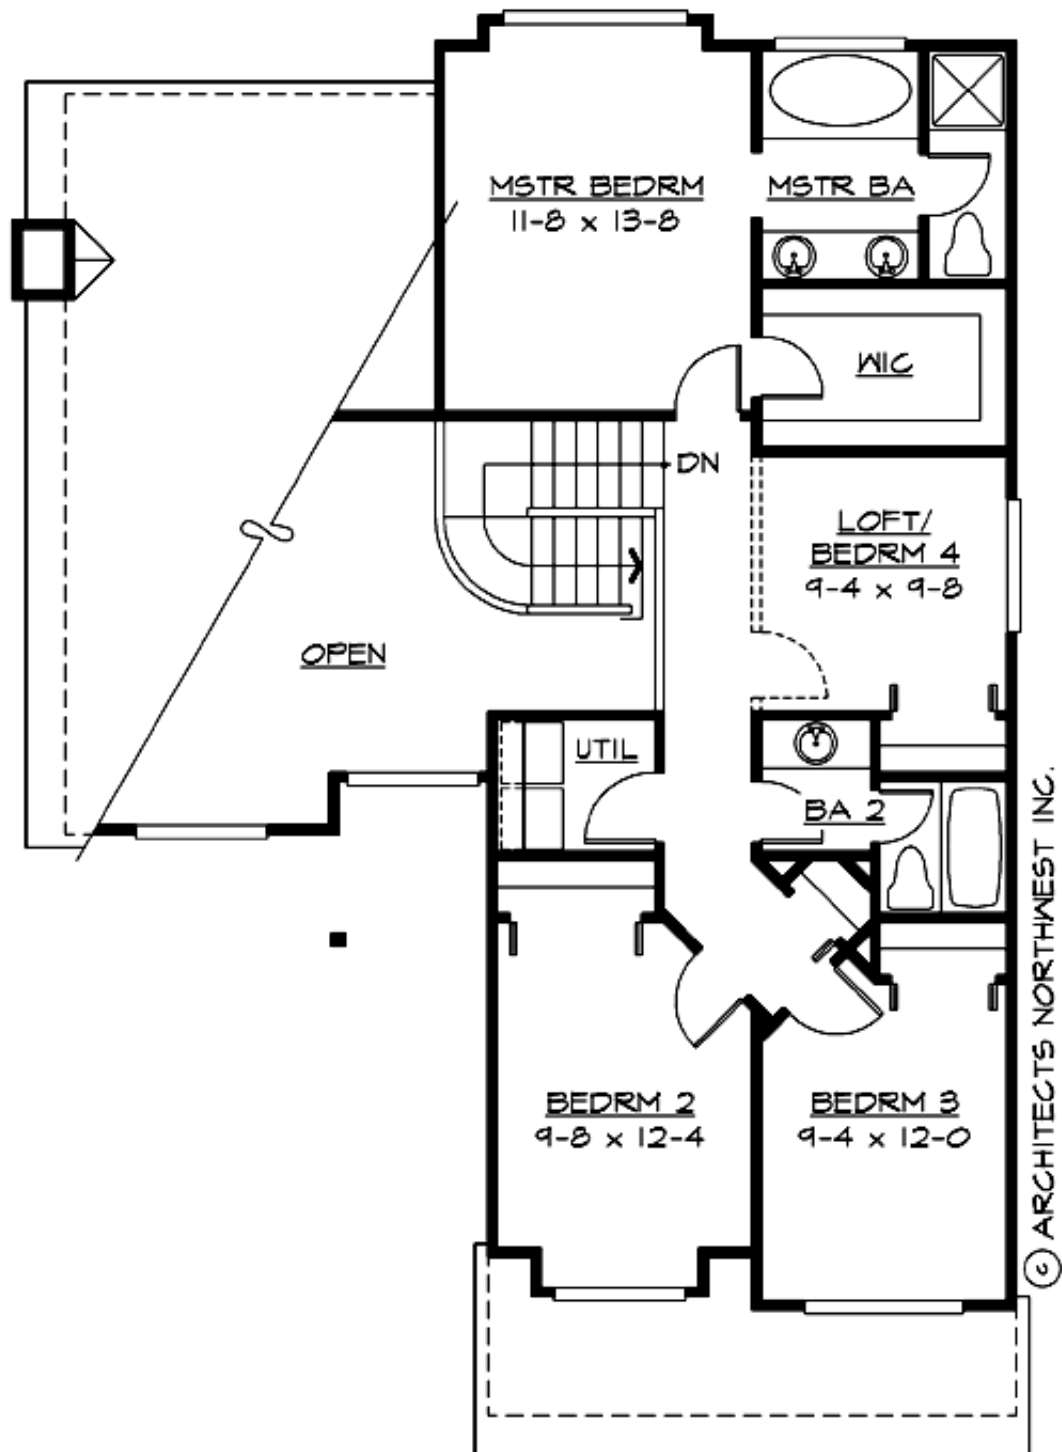 MSTR BEDRM
11-8 x 13-8
MSTR BA
WIC
DN
LOFT/
BEDRM 4
9-4 x 9-8
OPEN
UTIL
BA 2
BEDRM 2
9-8 x 12-4
BEDRM 3
9-4 x 12-0
© ARCHITECTS NORTHWEST INC.